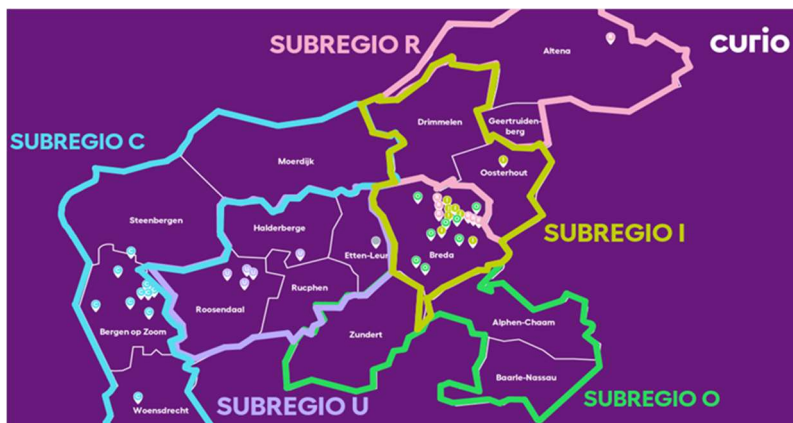 SUBREGIO R
Altena
curio
Drimmelen
Geertruiden-
berg
SUBREGIO C
Moerdijk
Oosterhout
Steenbergen
Halderberge
Etten-Leur
Breda
SUBREGIO I
Roosendaal
Rucphen
Bergen op Zoom
Zundert
Alphen-Chaam
Baarle-Nassau
Woensdrecht
SUBREGIO U
SUBREGIO O